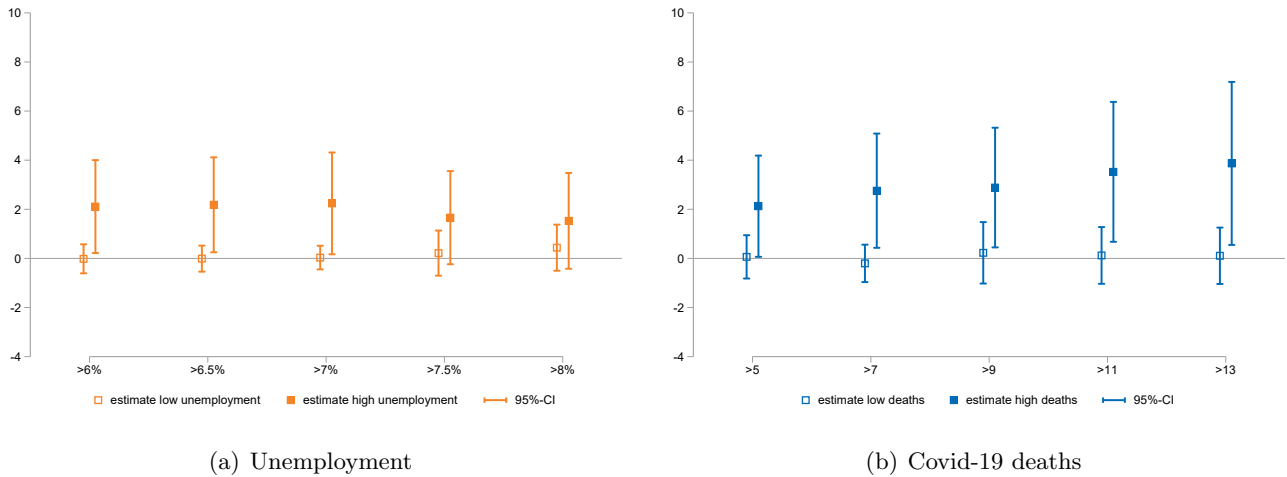 10
8
6
4
2
0
-2
-4
>6% >6.5% >7% >7.5% >8%
estimate low unemployment estimate high unemployment 95%-CI
(a) Unemployment
10
8
6
4
2
0
-2
-4
>5 >7 >9 >11 >13
estimate low deaths estimate high deaths 95%-CI
(b) Covid-19 deaths